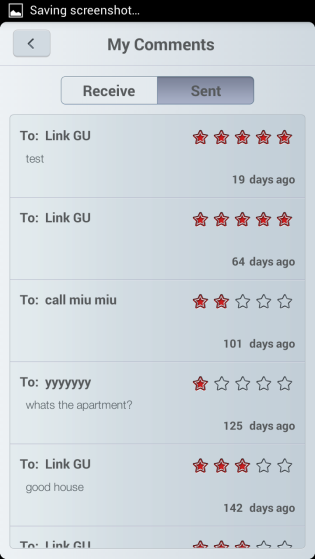 Saving screenshot...
My Comments
Receive
Sent
To: Link GU
test
19 days ago
To: Link GU
64 days ago
To: call miu miu
101 days ago
To: yyyyyyy
whats the apartment?
125 days ago
To: Link GU
good house
142 days ago
To: Link GU